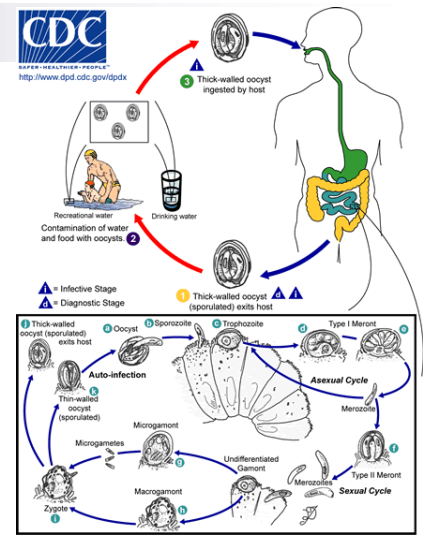 CDC
SAFER • HEALTHIER • PEOPLE™
http://www.dpd.cdc.gov/dpdx
i
3 Thick-walled oocyst
ingested by host
Recreational water
Drinking water
Contamination of water
and food with oocysts. 2
i = Infective Stage
d = Diagnostic Stage
1 Thick-walled oocyst d i
(sporulated) exits host
j Thick-walled
oocyst (sporulated)
exits host
a Oocyst
b Sporozoite
c Trophozoite
d
Type I Meront
e
Auto-infection
k
Thin-walled
oocyst
(sporulated)
Asexual Cycle
Merozoite
f
Type II Meront
Merozoites
Sexual Cycle
Microgametes
Microgamont
g
Undifferentiated
Gamont
Macrogamont
h
Zygote
i